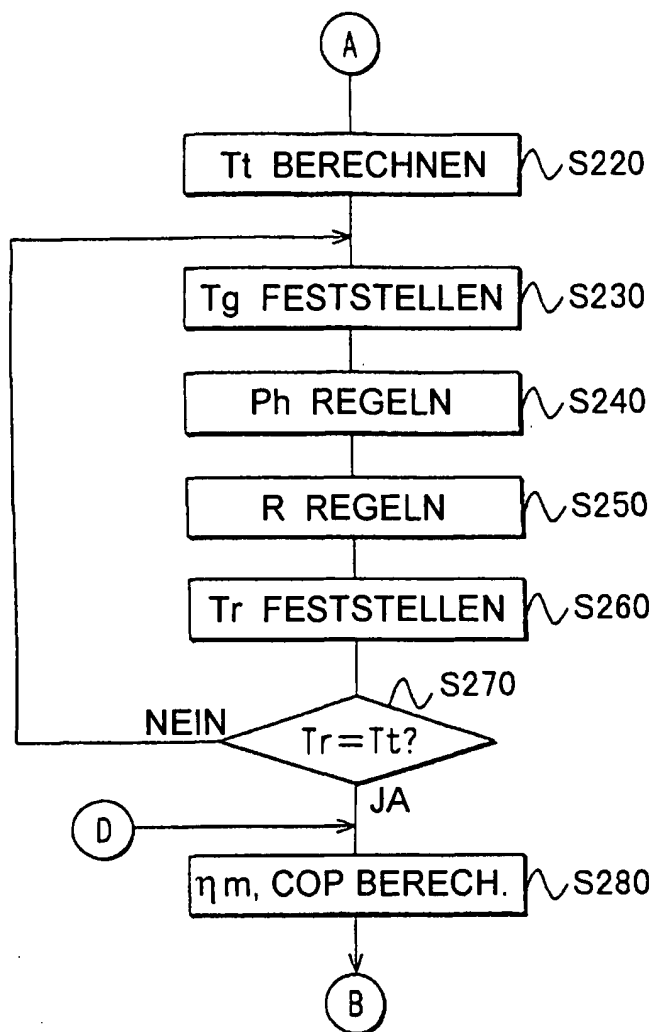 A
Tt BERECHNEN S220
Tg FESTSTELLEN S230
Ph REGELN S240
R REGELN S250
Tr FESTSTELLEN S260
S270
NEIN
Tr=Tt?
JA
D
ηm, COP BERECH. S280
B